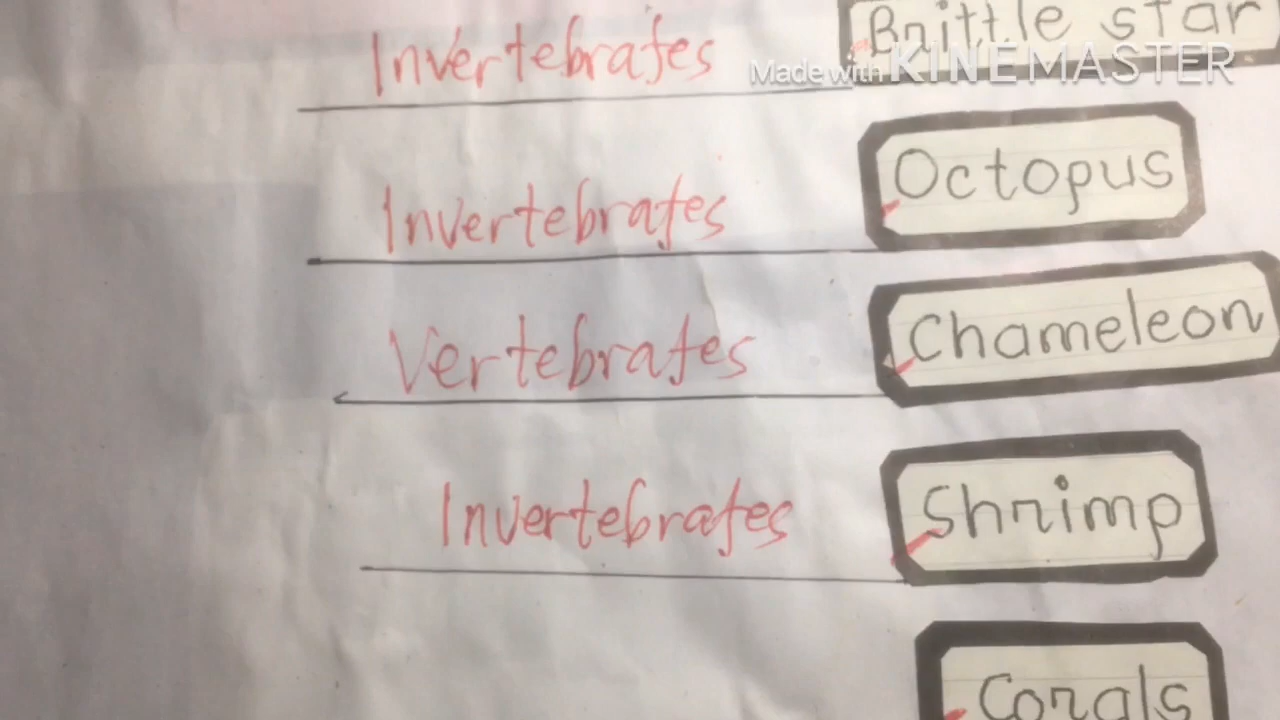 Invertebrates Brittle star
Made with KINEMASTER
Invertebrates Octopus
Vertebrates Chameleon
Invertebrates Shrimp
Corals